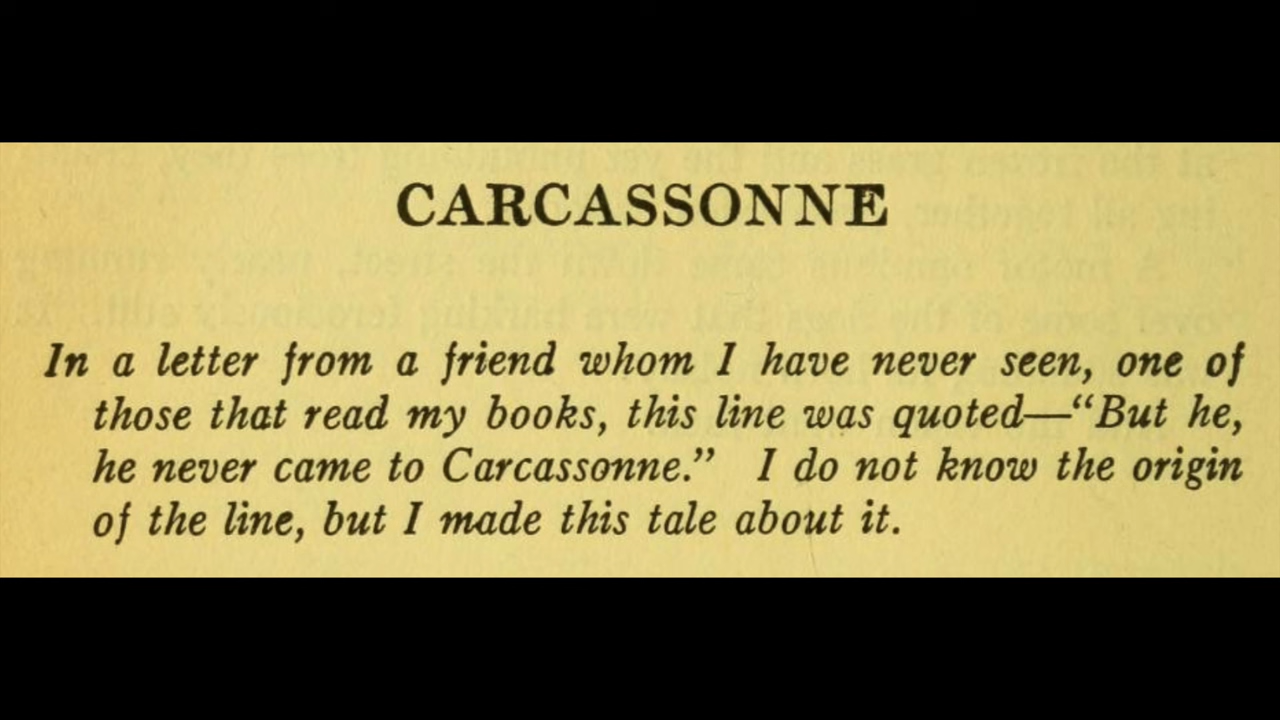 CARCASSONNE
In a letter from a friend whom I have never seen, one of
those that read my books, this line was quoted—“But he,
he never came to Carcassonne.” I do not know the origin
of the line, but I made this tale about it.